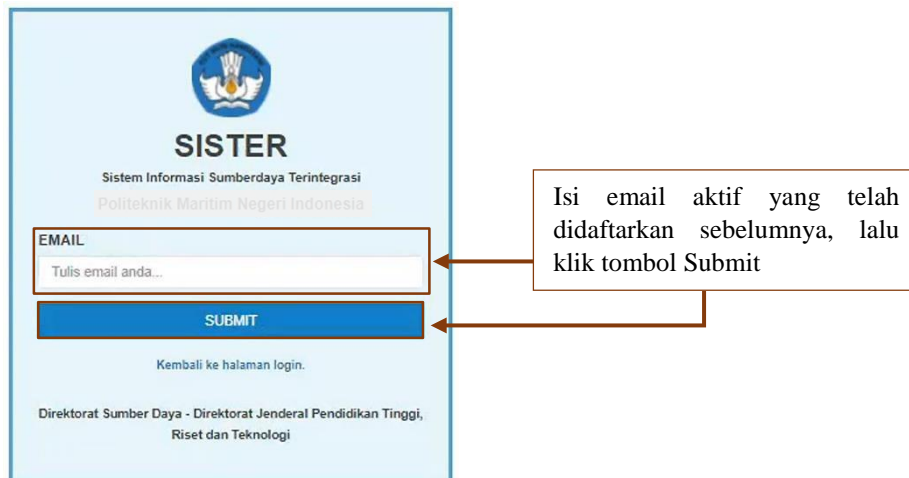 SISTER
Sistem Informasi Sumberdaya Terintegrasi
Politeknik Maritim Negeri Indonesia
EMAIL
Tulis email anda...
SUBMIT
Kembali ke halaman login.
Direktorat Sumber Daya - Direktorat Jenderal Pendidikan Tinggi,
Riset dan Teknologi
Isi email aktif yang telah
didaftarkan sebelumnya, lalu
klik tombol Submit